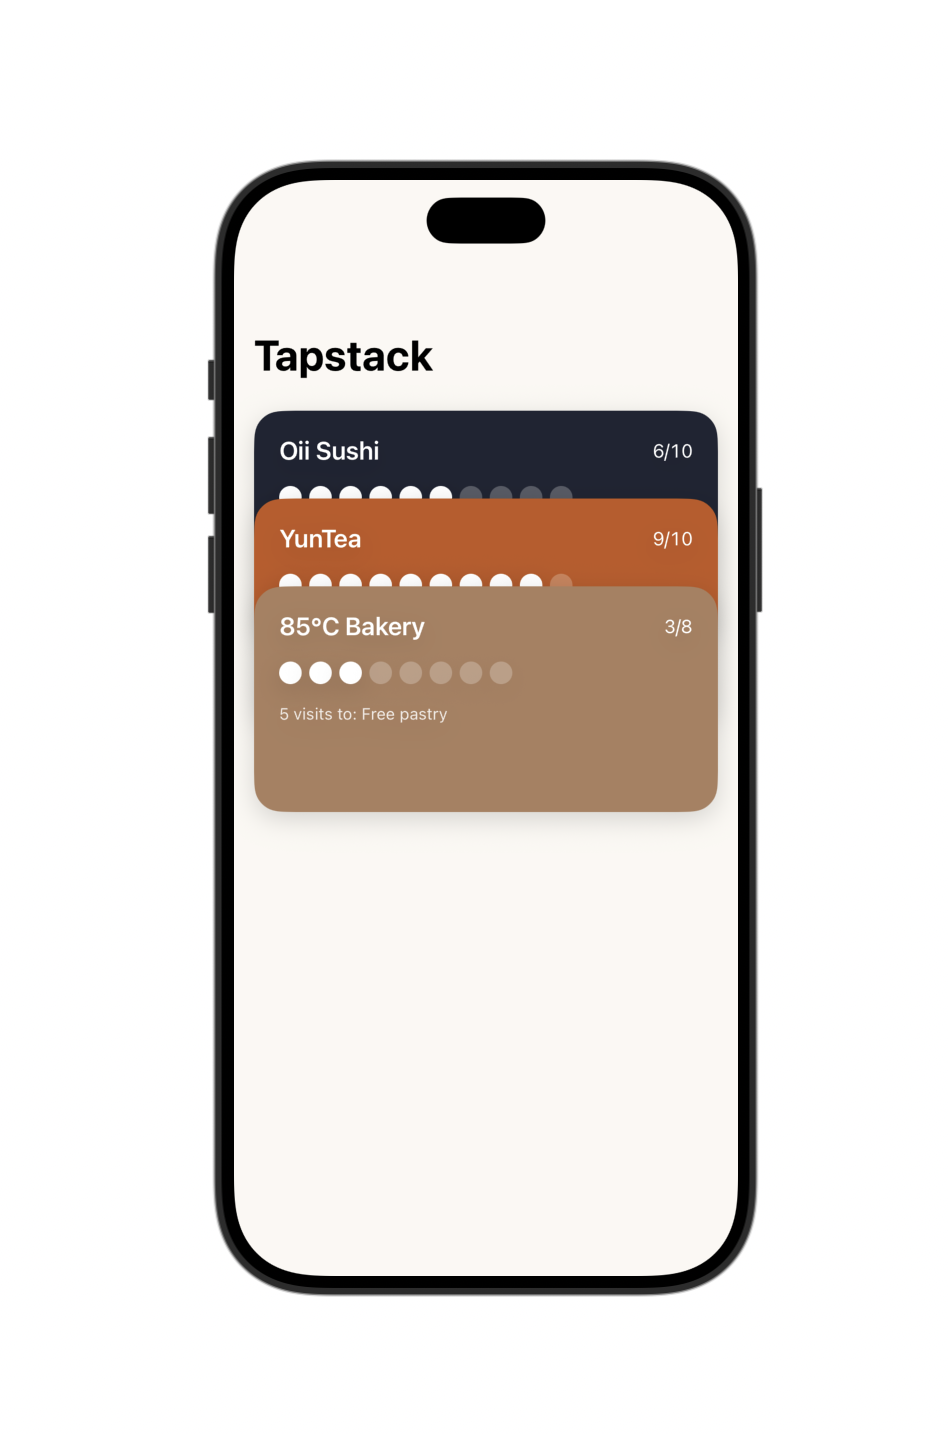 Tapstack
Oii Sushi 6/10
YunTea 9/10
85°C Bakery 3/8
5 visits to: Free pastry